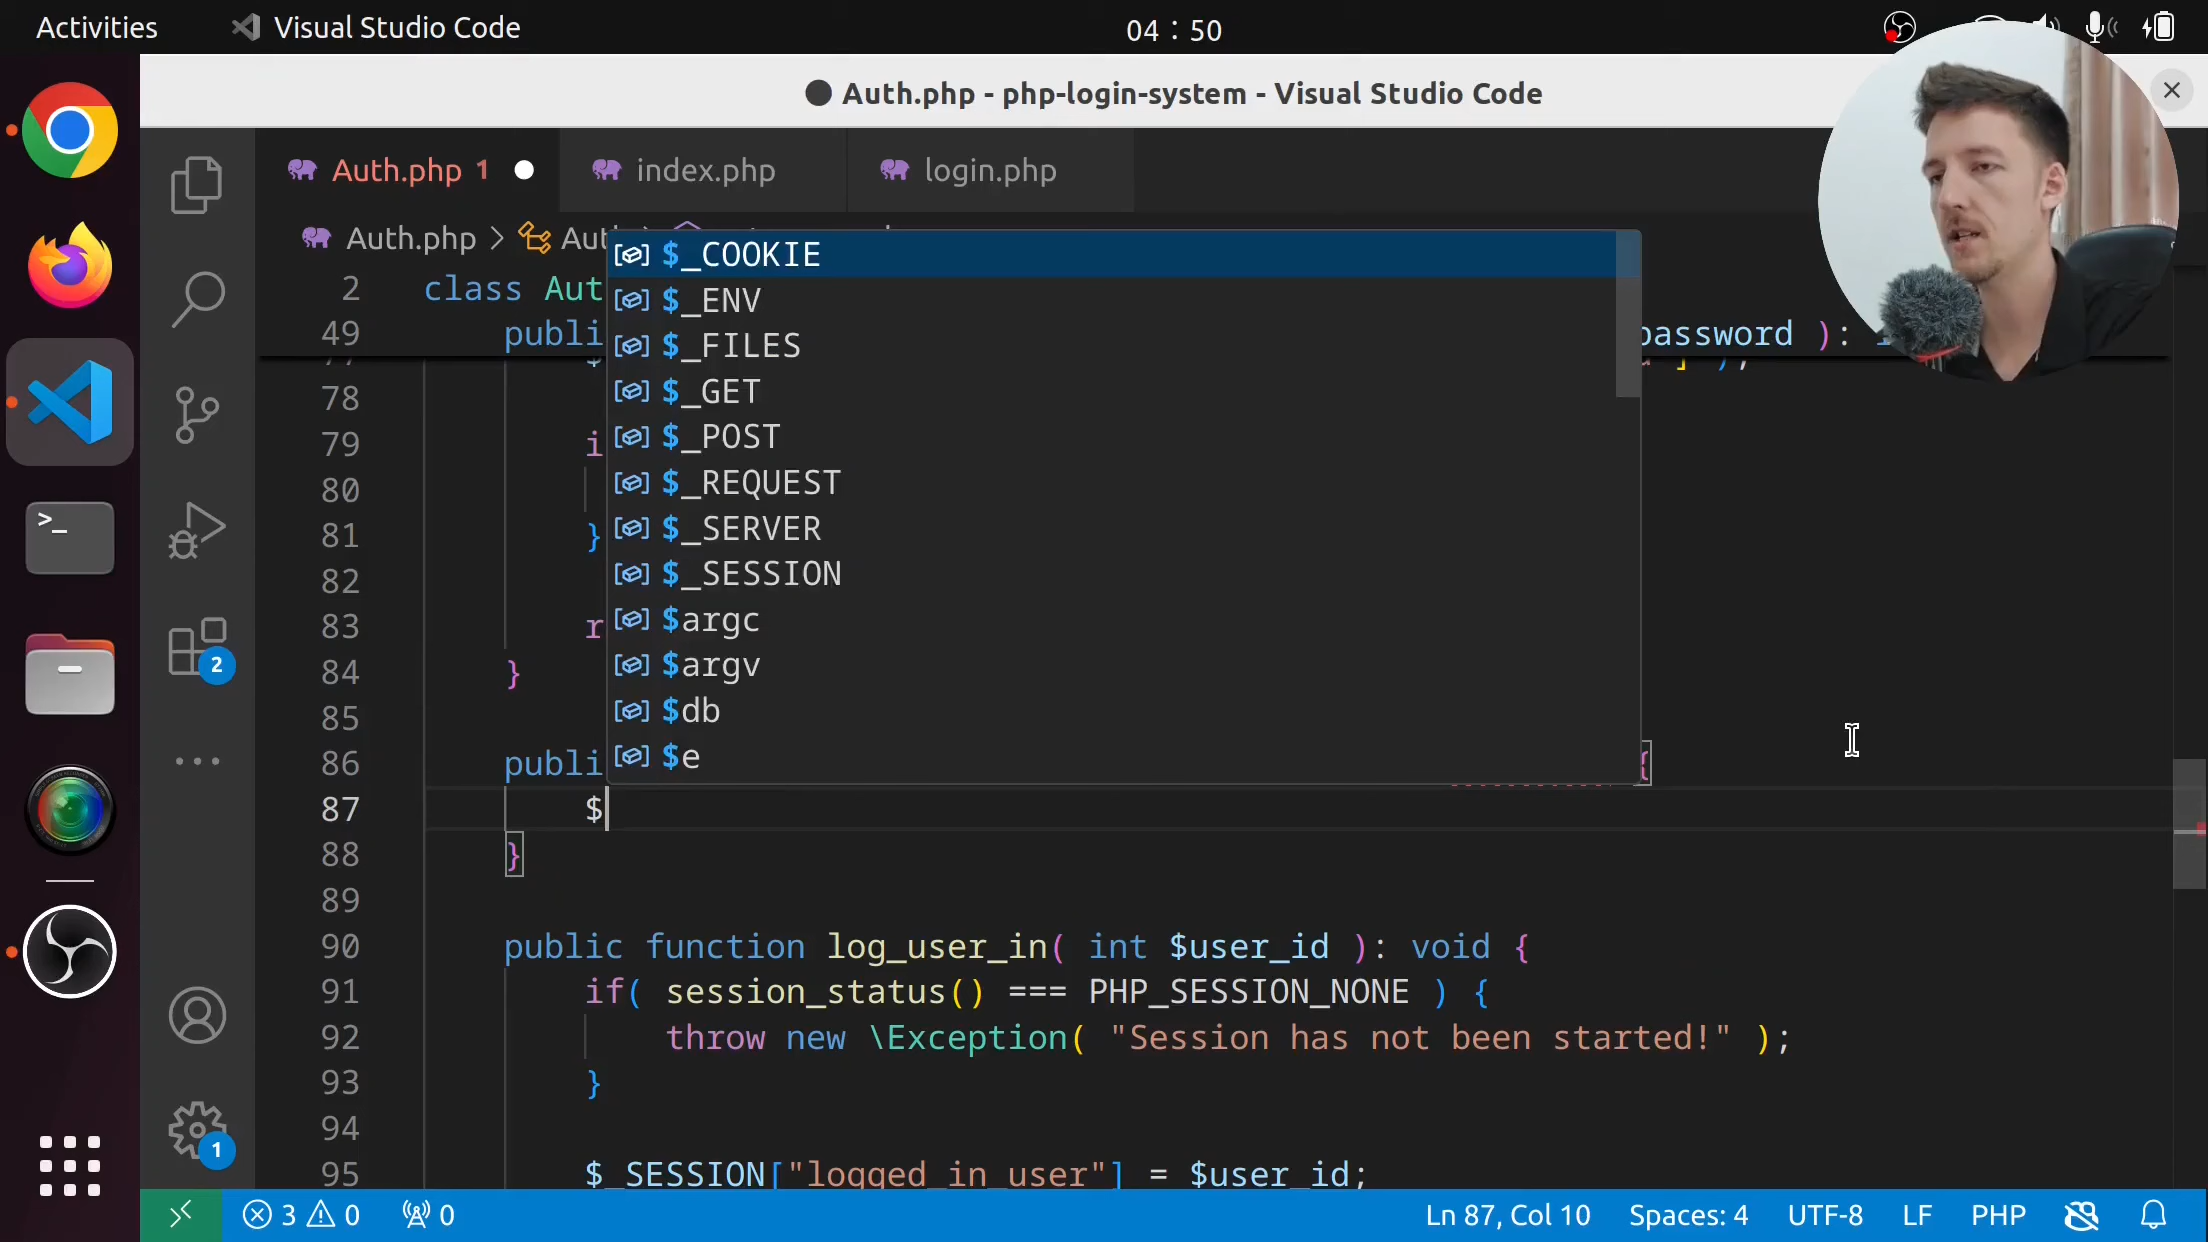 Activities
Visual Studio Code
04 : 50
Auth.php - php-login-system - Visual Studio Code
Auth.php 1
index.php
login.php
Auth.php > Aut
2 class Aut
49 publi
password ):
$
78
79 i
80
81 }
82
83 r
84 }
85
86 publi
{
87 $
88 }
89
90 public function log_user_in( int $user_id ): void {
91 if( session_status() === PHP_SESSION_NONE ) {
92 throw new \Exception( "Session has not been started!" );
93 }
94
95 $_SESSION["logged_in_user"] = $user_id;
$_COOKIE
$_ENV
$_FILES
$_GET
$_POST
$_REQUEST
$_SERVER
$_SESSION
$argc
$argv
$db
$e
2
1
3 0
0
Ln 87, Col 10
Spaces: 4
UTF-8
LF
PHP